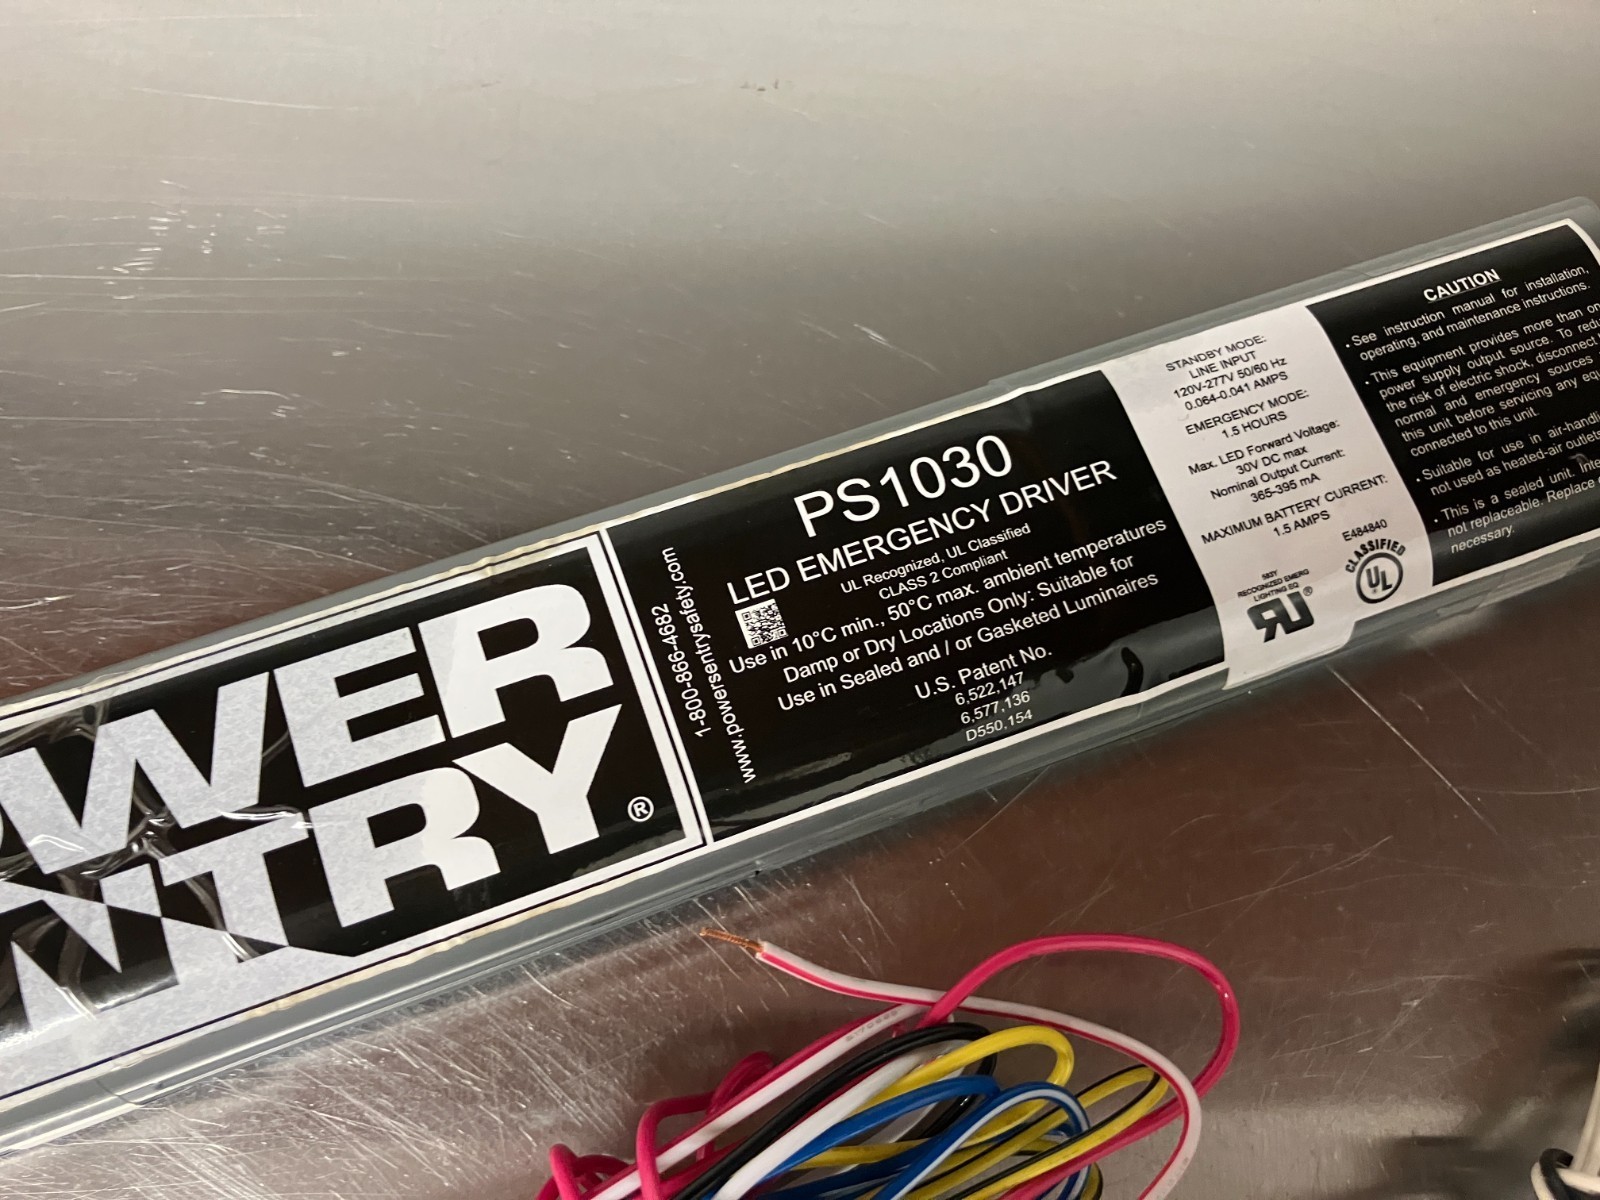 OWER
NTRY®
1-800-866-4682
www.powersentrysafety.com
PS1030
LED EMERGENCY DRIVER
UL Recognized, UL Classified
CLASS 2 Compliant
Use in 10°C min., 50°C max. ambient temperatures
Damp or Dry Locations Only: Suitable for
Use in Sealed and / or Gasketed Luminaires
U.S. Patent No.
6,522,147
6,577,136
D550,154
STANDBY MODE:
LINE INPUT
120V-277V 50/60 Hz
0.064-0.041 AMPS
EMERGENCY MODE:
1.5 HOURS
Max. LED Forward Voltage:
30V DC max
Nominal Output Current:
365-395 mA
MAXIMUM BATTERY CURRENT:
1.5 AMPS
E484840
CLASSIFIED
UL
RECOGNIZED EMERG
LIGHTING EQ
®
CAUTION
• See instruction manual for installation,
operating, and maintenance instructions.
• This equipment provides more than
power supply output source. To
the risk of electric shock, disconnect
normal and emergency sources
this unit before servicing any
connected to this unit.
• Suitable for use in
not used as heated-air outlets
• This is a sealed unit.
not replaceable. Replace
necessary.